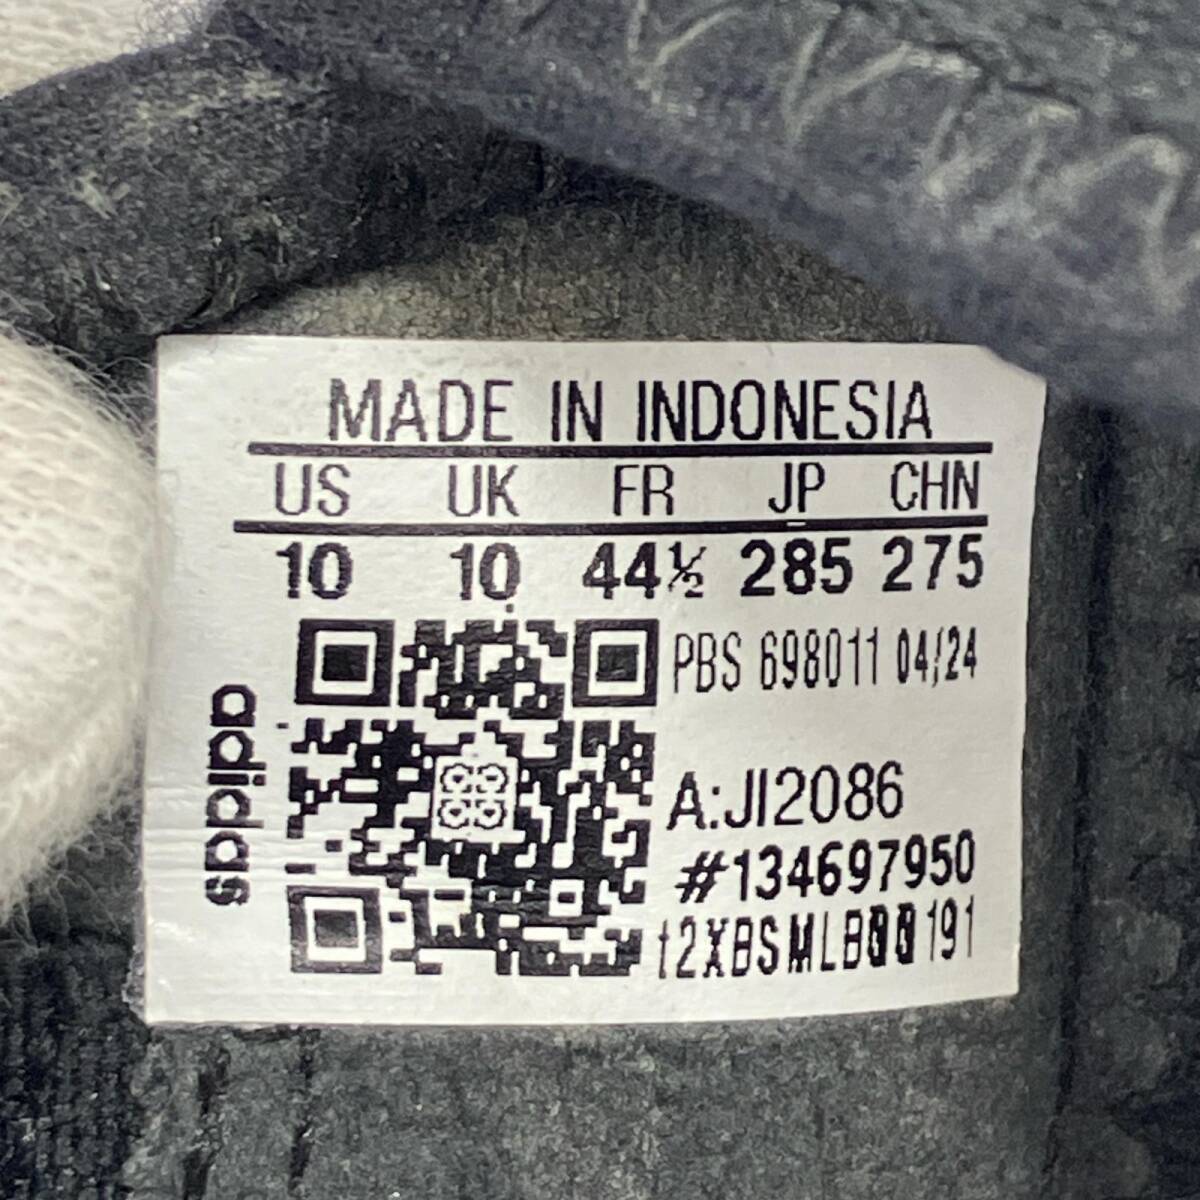 MADE IN INDONESIA
US UK FR JP CHN
10 10 44½ 285 275
PBS 698011 04/24
adidas
A:JI2086
#134697950
t2XBSMLB00191